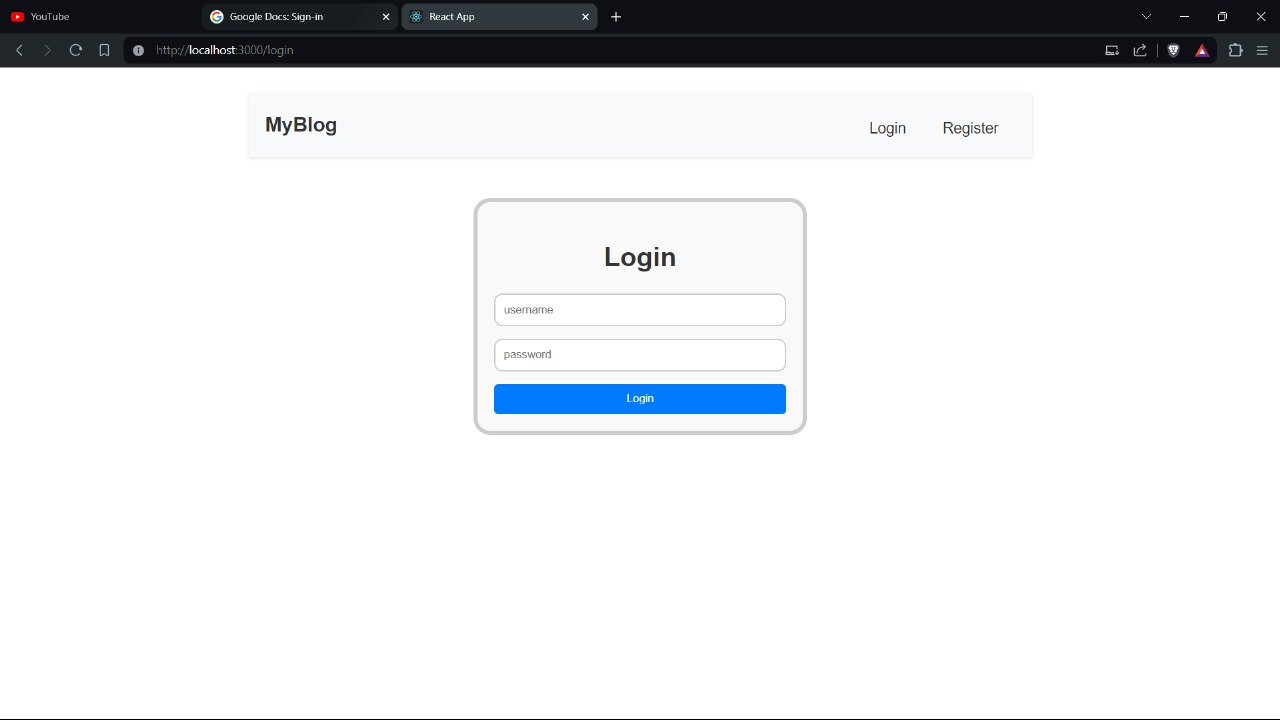 YouTube
Google Docs: Sign-in
React App
http://localhost:3000/login
MyBlog
Login
Register
Login
username
password
Login